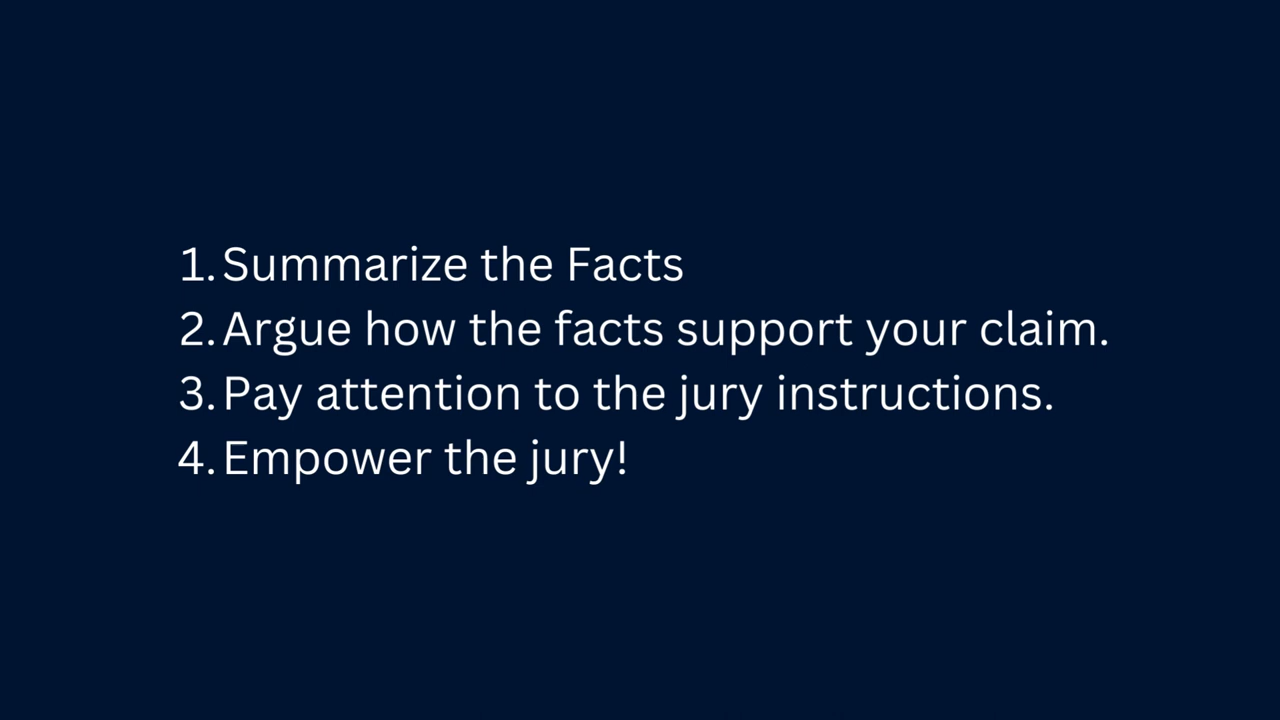 1. Summarize the Facts
2. Argue how the facts support your claim.
3. Pay attention to the jury instructions.
4. Empower the jury!